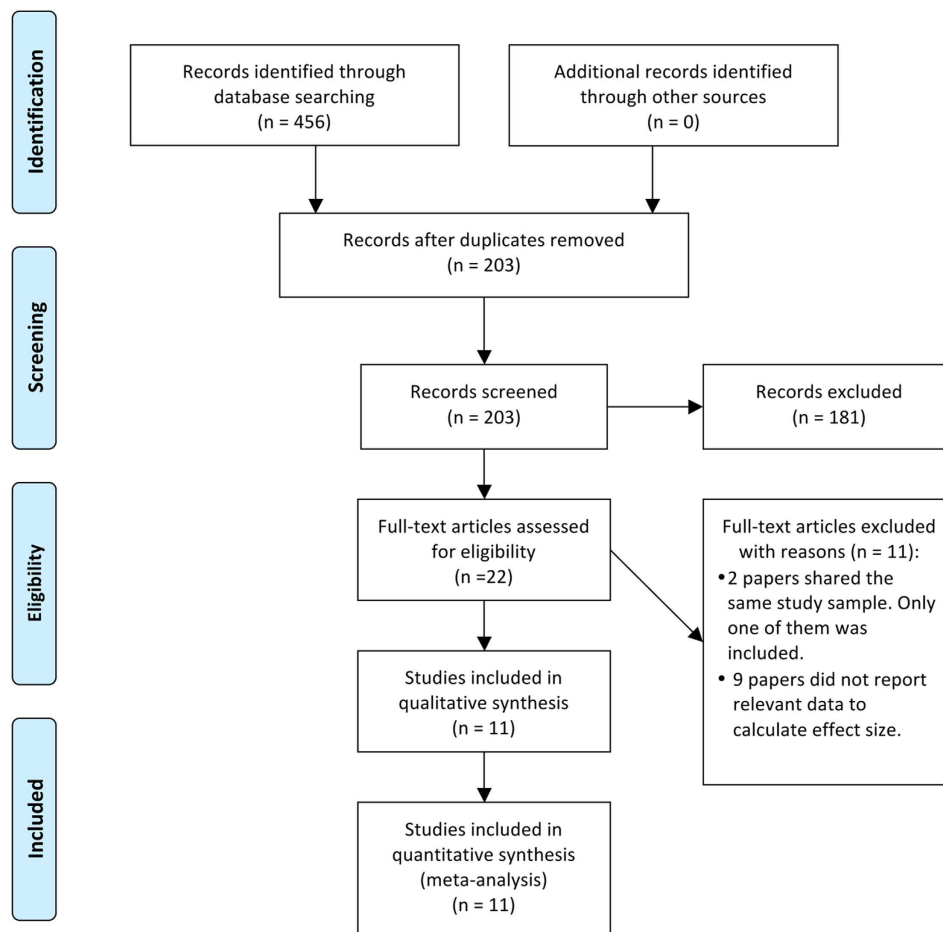 Identification
Records identified through
database searching
(n = 456)
Additional records identified
through other sources
(n = 0)
Records after duplicates removed
(n = 203)
Screening
Records screened
(n = 203)
Records excluded
(n = 181)
Eligibility
Full-text articles assessed
for eligibility
(n =22)
Full-text articles excluded
with reasons (n = 11):
•2 papers shared the
same study sample. Only
one of them was
included.
• 9 papers did not report
relevant data to
calculate effect size.
Studies included in
qualitative synthesis
(n = 11)
Included
Studies included in
quantitative synthesis
(meta-analysis)
(n = 11)